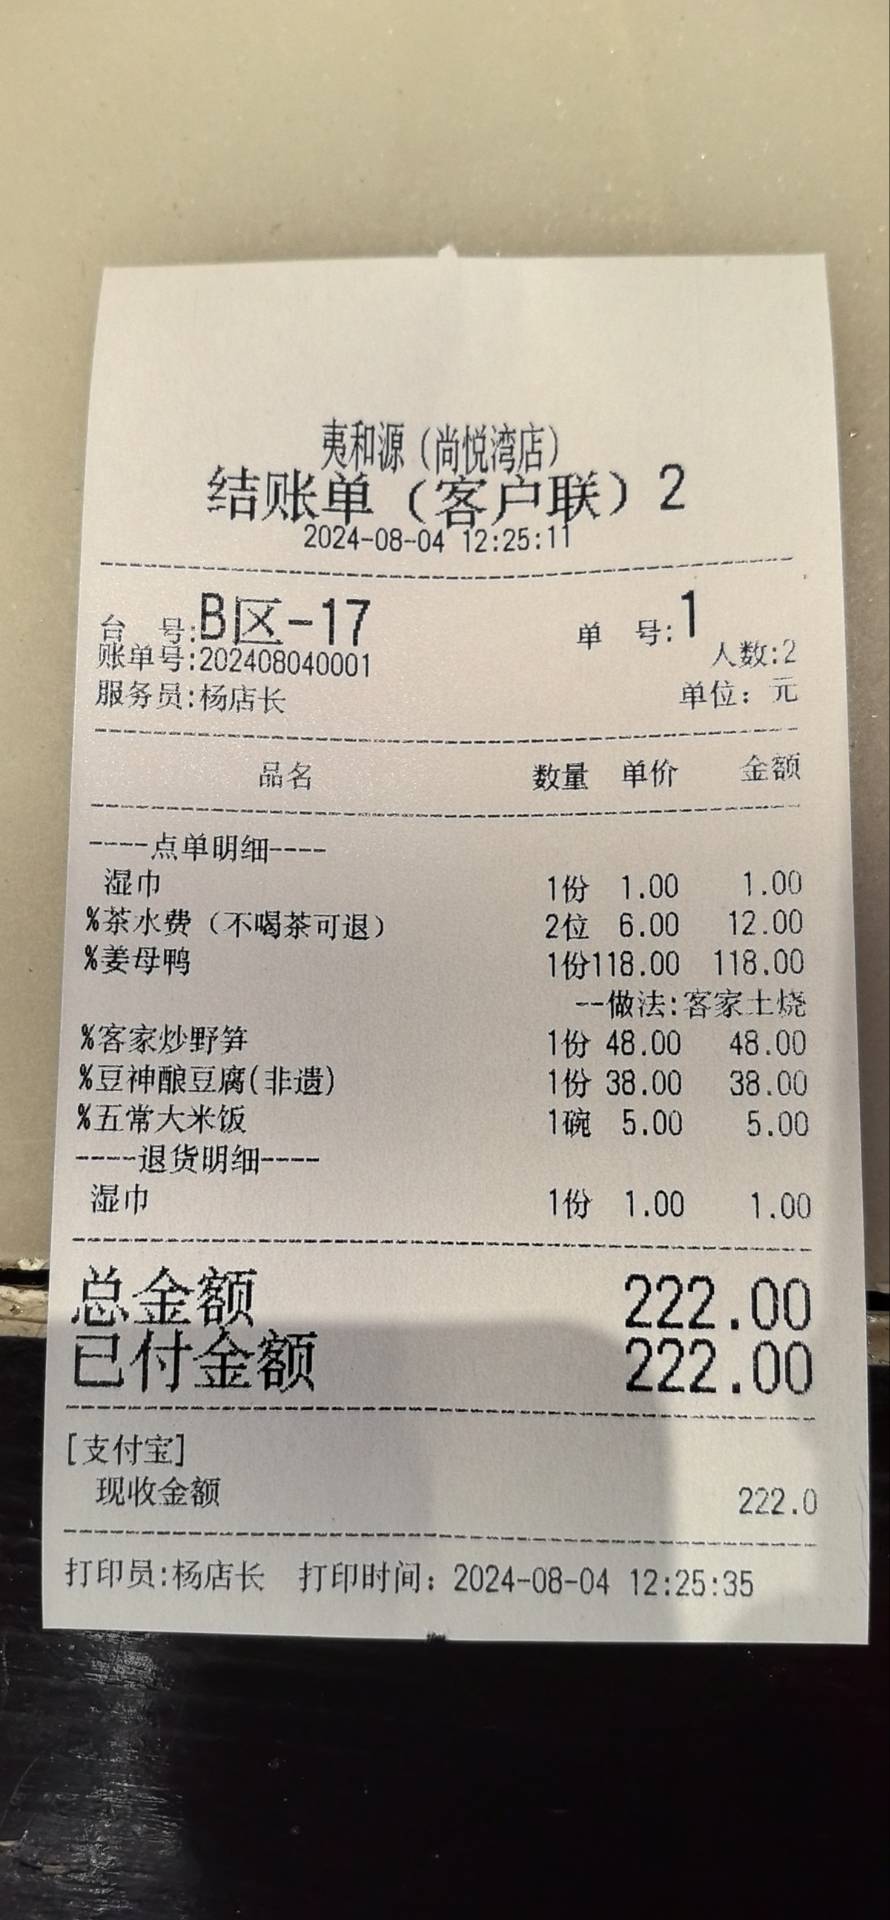 夷和源（尚悦湾店）
结账单（客户联）2
2024-08-04 12:25:11
台 号:B区-17 单 号:1
账单号:202408040001 人数:2
服务员:杨店长 单位：元
品名 数量 单价 金额
----点单明细----
湿巾 1份 1.00 1.00
%茶水费（不喝茶可退） 2位 6.00 12.00
%姜母鸭 1份118.00 118.00
--做法:客家土烧
%客家炒野笋 1份 48.00 48.00
%豆神酿豆腐(非遗) 1份 38.00 38.00
%五常大米饭 1碗 5.00 5.00
----退货明细----
湿巾 1份 1.00 1.00
总金额 222.00
已付金额 222.00
[支付宝]
现收金额 222.0
打印员:杨店长 打印时间：2024-08-04 12:25:35